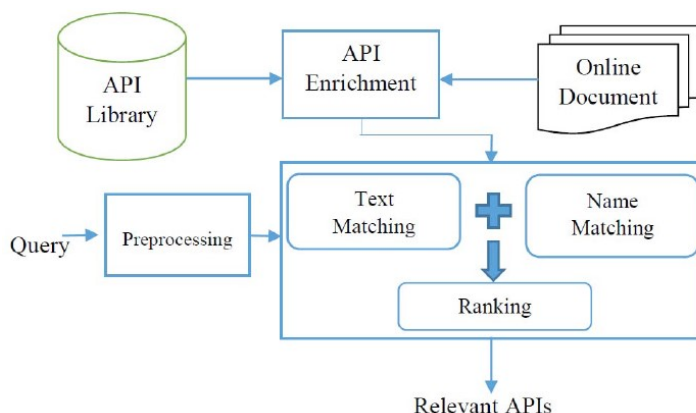 API
Library
API
Enrichment
Online
Document
Query
Preprocessing
Text
Matching
Name
Matching
Ranking
Relevant APIs